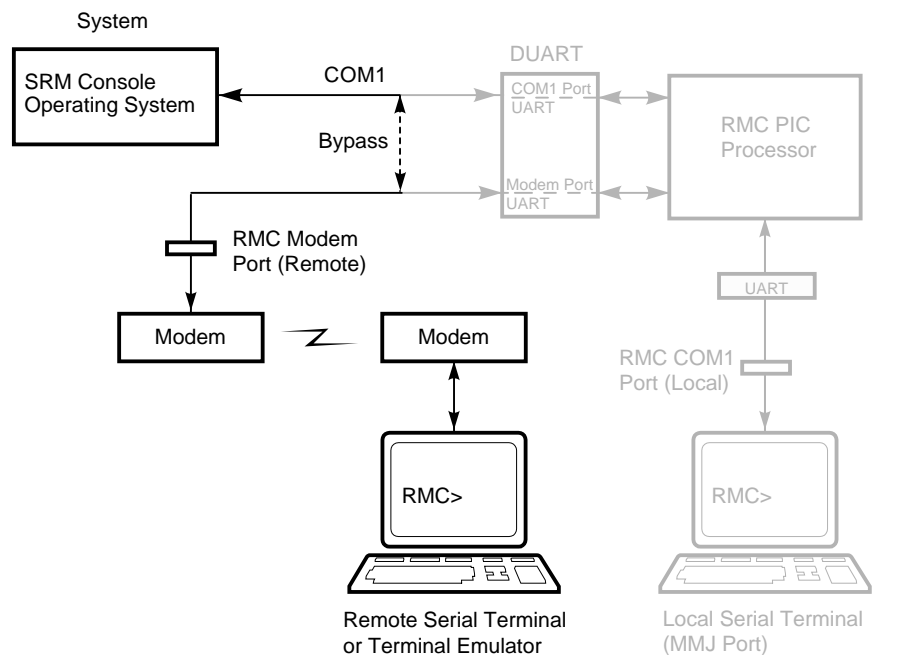 System
SRM Console
Operating System
COM1
Bypass
DUART
COM1 Port
UART
Modem Port
UART
RMC PIC
Processor
RMC Modem
Port (Remote)
UART
Modem
Modem
RMC COM1
Port (Local)
RMC>
RMC>
Remote Serial Terminal
or Terminal Emulator
Local Serial Terminal
(MMJ Port)